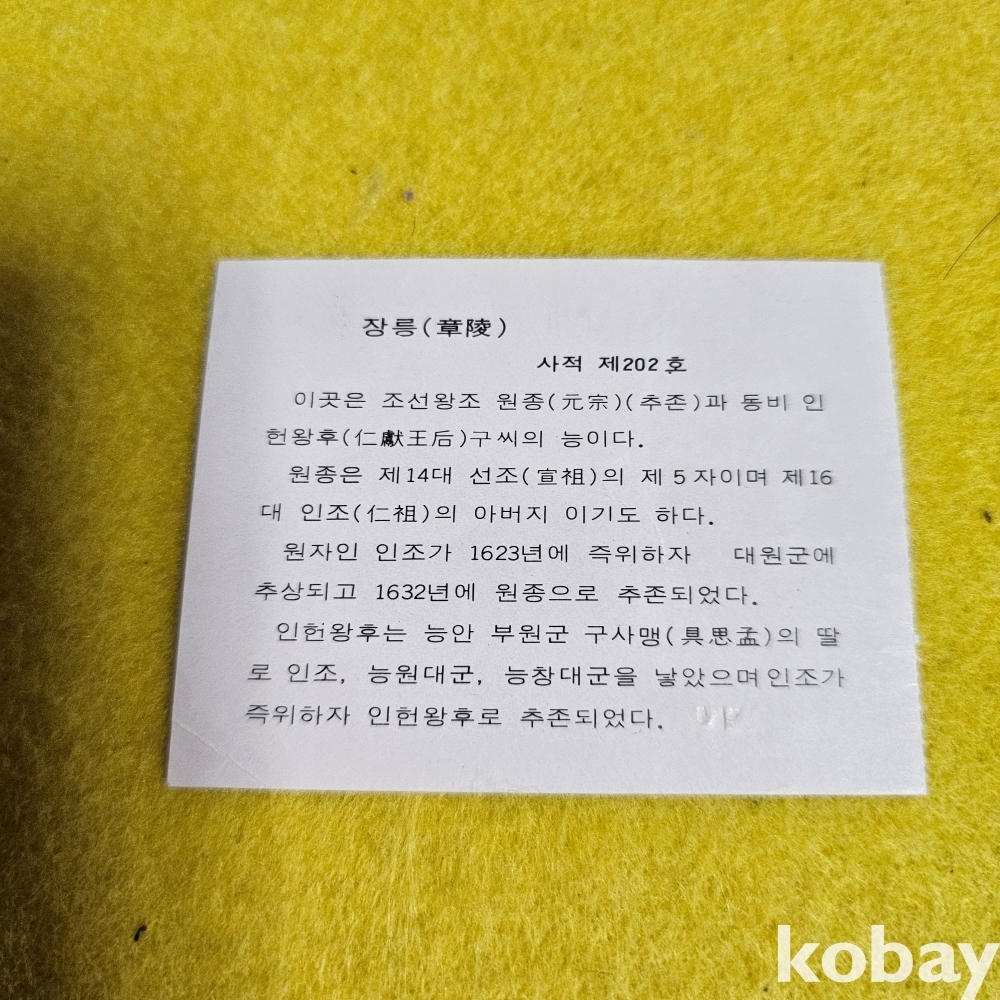 장릉(章陵)
사적 제202호
이곳은 조선왕조 원종(元宗)(추존)과 동비 인
헌왕후(仁獻王后)구씨의 능이다.
원종은 제14대 선조(宣祖)의 제 5 자이며 제16
대 인조(仁祖)의 아버지 이기도 하다.
원자인 인조가 1623년에 즉위하자 대원군에
추상되고 1632년에 원종으로 추존되었다.
인헌왕후는 능안 부원군 구사맹(具思孟)의 딸
로 인조, 능원대군, 능창대군을 낳았으며 인조가
즉위하자 인헌왕후로 추존되었다.
kobay